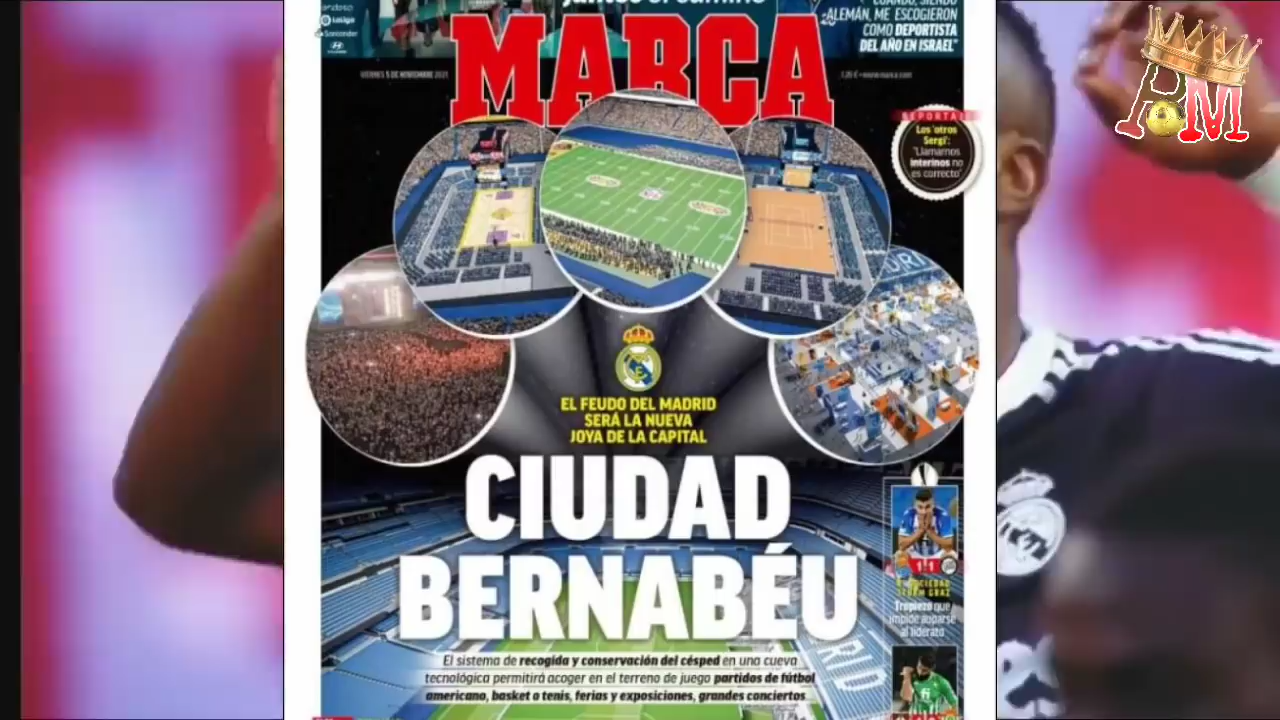 Santander
CUANDO, SIENDO
ALEMÁN, ME ESCOGIERON
COMO DEPORTISTA
DEL AÑO EN ISRAEL"
VIERNES 5 DE NOVIEMBRE 2021
MARCA
RM
REPORTAJE
Los 'otros
Sergi':
"Llamarnos
interinos no
es correcto"
EL FEUDO DEL MADRID
SERÁ LA NUEVA
JOYA DE LA CAPITAL
CIUDAD
BERNABÉU
1 1
R. SOCIEDAD
STURM GRAZ
Tropiezo que
impide auparse
al liderato
El sistema de recogida y conservación del césped en una cueva
tecnológica permitirá acoger en el terreno de juego partidos de fútbol
americano, basket o tenis, ferias y exposiciones, grandes conciertos